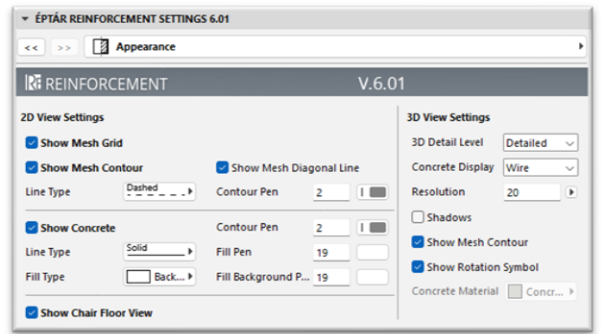 ÉPTÁR REINFORCEMENT SETTINGS 6.01
<< >> Appearance
REINFORCEMENT V.6.01
2D View Settings
Show Mesh Grid
Show Mesh Contour Show Mesh Diagonal Line
Line Type Dashed Contour Pen 2
Show Concrete Contour Pen 2
Line Type Solid Fill Pen 19
Fill Type Back... Fill Background P... 19
Show Chair Floor View
3D View Settings
3D Detail Level Detailed
Concrete Display Wire
Resolution 20
Shadows
Show Mesh Contour
Show Rotation Symbol
Concrete Material Concr...